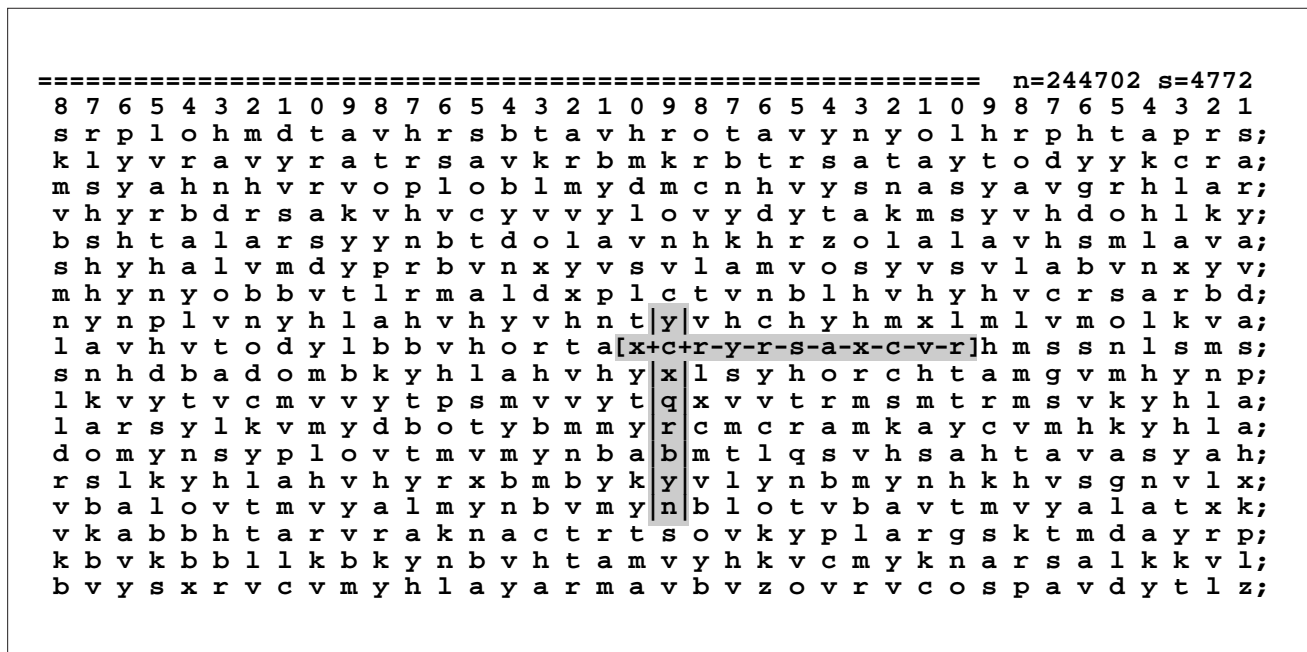 =========================================================== n=244702 s=4772
8 7 6 5 4 3 2 1 0 9 8 7 6 5 4 3 2 1 0 9 8 7 6 5 4 3 2 1 0 9 8 7 6 5 4 3 2 1
s r p l o h m d t a v h r s b t a v h r o t a v y n y o l h r p h t a p r s;
k l y v r a v y r a t r s a v k r b m k r b t r s a t a y t o d y y k c r a;
m s y a h n h v r v o p l o b l m y d m c n h v y s n a s y a v g r h l a r;
v h y r b d r s a k v h v c y v v y l o v y d y t a k m s y v h d o h l k y;
b s h t a l a r s y y n b t d o l a v n h k h r z o l a l a v h s m l a v a;
s h y h a l v m d y p r b v n x y v s v l a m v o s y v s v l a b v n x y v;
m h y n y o b b v t l r m a l d x p l c t v n b l h v h y h v c r s a r b d;
n y n p l v n y h l a h v h y v h n t|y|v h c h y h m x l m l v m o l k v a;
l a v h v t o d y l b b v h o r t a[x+c+r-y-r-s-a-x-c-v-r]h m s s n l s m s;
s n h d b a d o m b k y h l a h v h y|x|l s y h o r c h t a m g v m h y n p;
l k v y t v c m v v y t p s m v v y t|q|x v v t r m s m t r m s v k y h l a;
l a r s y l k v m y d b o t y b m m y|r|c m c r a m k a y c v m h k y h l a;
d o m y n s y p l o v t m v m y n b a|b|m t l q s v h s a h t a v a s y a h;
r s l k y h l a h v h y r x b m b y k|y|v l y n b m y n h k h v s g n v l x;
v b a l o v t m v y a l m y n b v m y|n|b l o t v b a v t m v y a l a t x k;
v k a b b h t a r v r a k n a c t r t s o v k y p l a r g s k t m d a y r p;
k b v k b b l l k b k y n b v h t a m v y h k v c m y k n a r s a l k k v l;
b v y s x r v c v m y h l a y a r m a v b v z o v r v c o s p a v d y t l z;